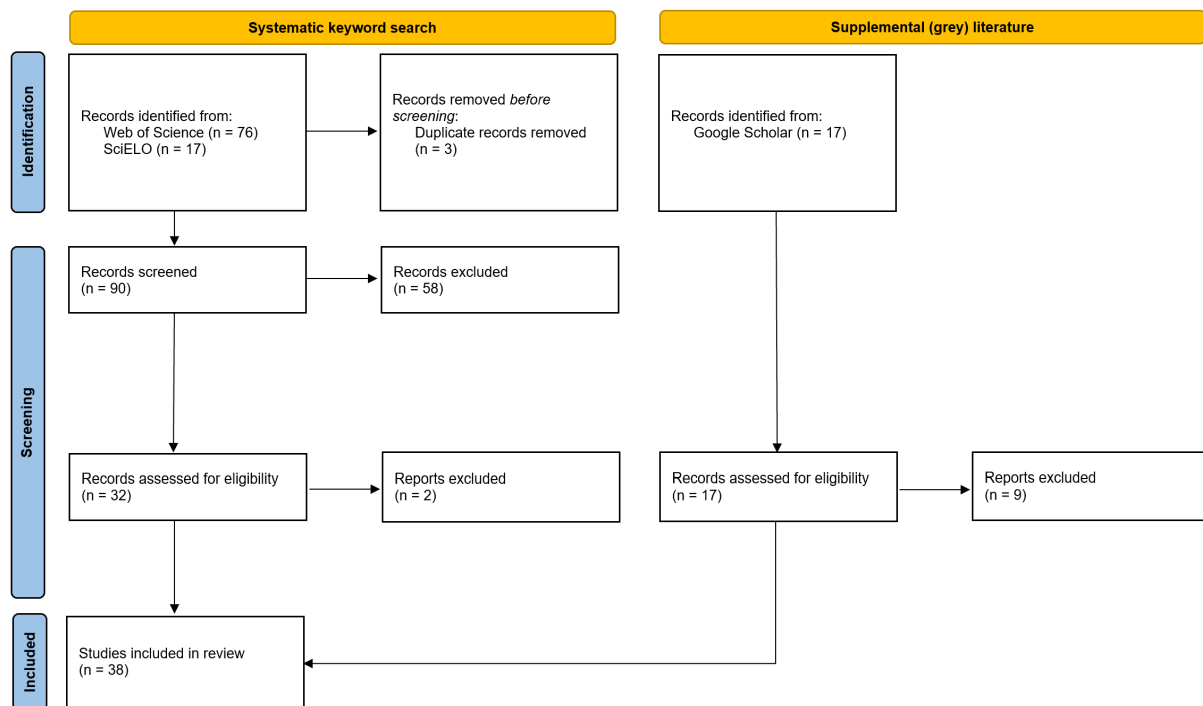 Systematic keyword search
Supplemental (grey) literature
Identification
Records identified from:
Web of Science (n = 76)
SciELO (n = 17)
Records removed before
screening:
Duplicate records removed
(n = 3)
Records identified from:
Google Scholar (n = 17)
Screening
Records screened
(n = 90)
Records excluded
(n = 58)
Records assessed for eligibility
(n = 32)
Reports excluded
(n = 2)
Records assessed for eligibility
(n = 17)
Reports excluded
(n = 9)
Included
Studies included in review
(n = 38)